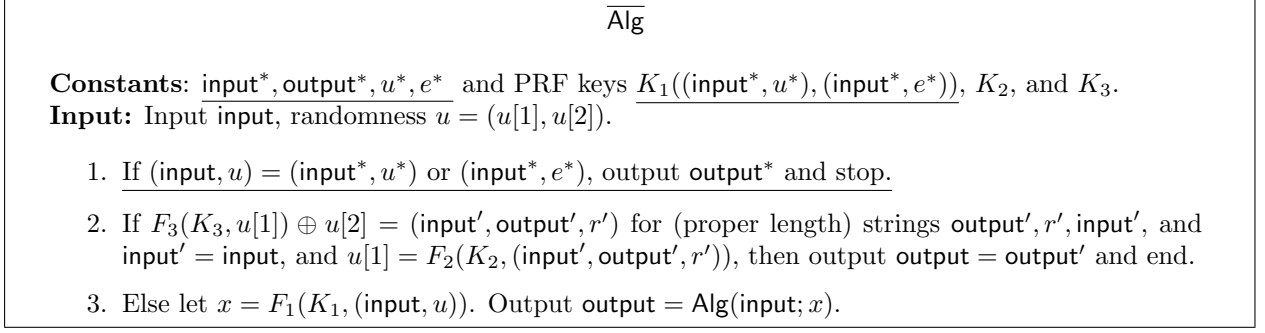 Alg
Constants: input*, output*, u*, e* and PRF keys K₁((input*, u*), (input*, e*)), K₂, and K₃.
Input: Input input, randomness u = (u[1], u[2]).
1. If (input, u) = (input*, u*) or (input*, e*), output output* and stop.
2. If F₃(K₃, u[1]) ⊕ u[2] = (input′, output′, r′) for (proper length) strings output′, r′, input′, and
input′ = input, and u[1] = F₂(K₂, (input′, output′, r′)), then output output = output′ and end.
3. Else let x = F₁(K₁, (input, u)). Output output = Alg(input; x).